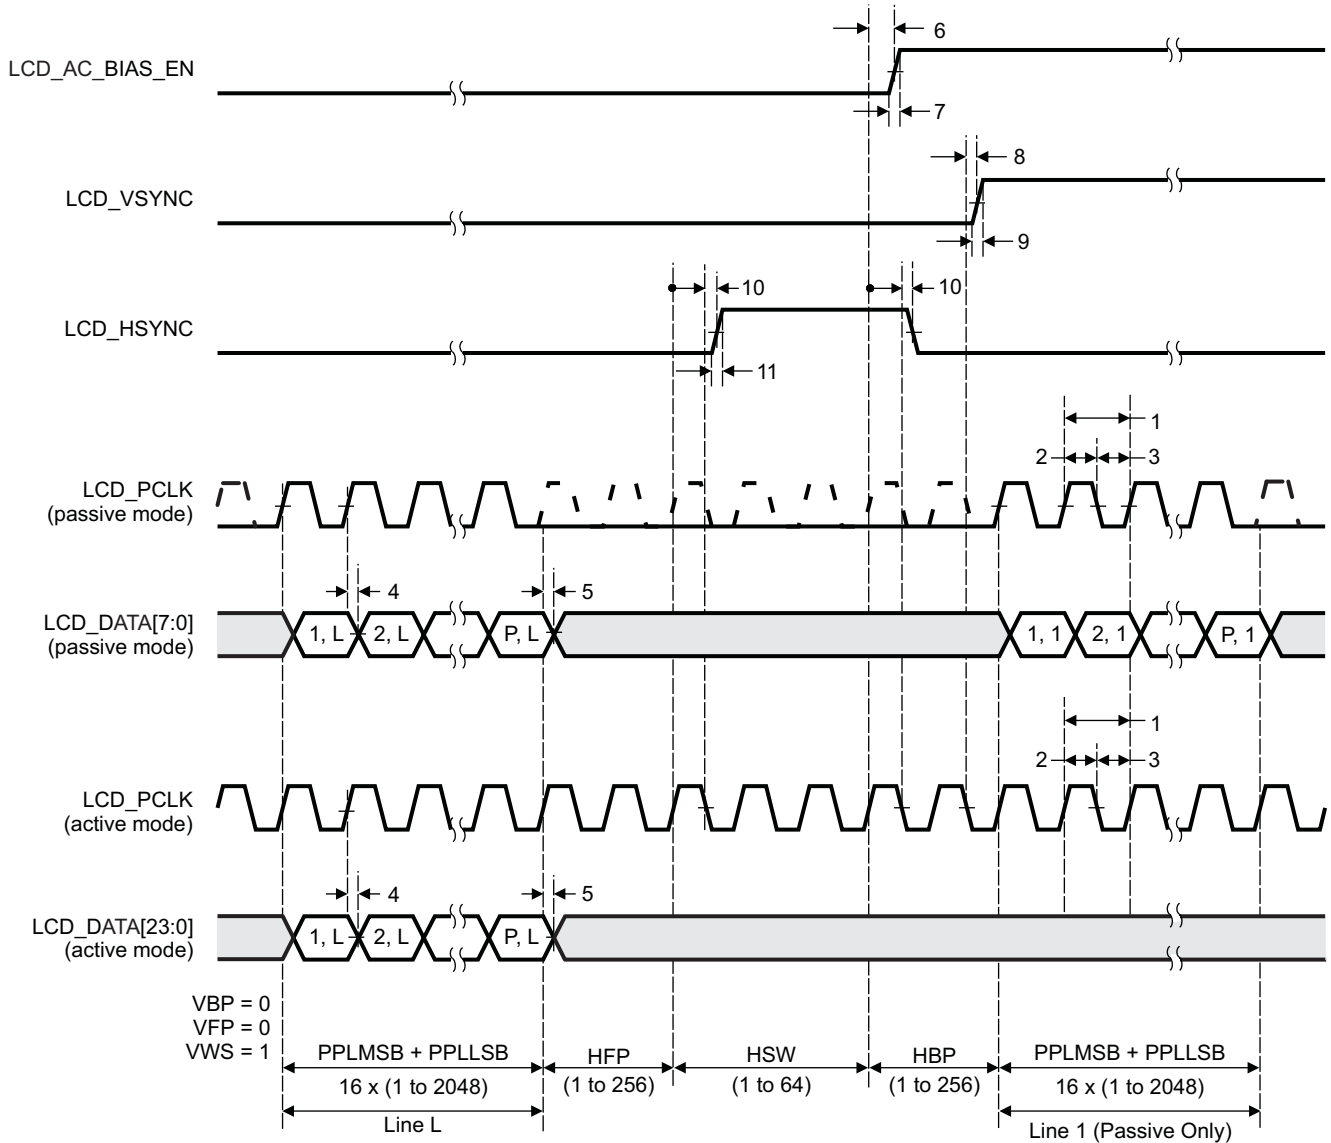 6
LCD_AC_BIAS_EN
7
8
LCD_VSYNC
9
10 10
LCD_HSYNC
11
1
2 3
LCD_PCLK
(passive mode)
4 5
LCD_DATA[7:0]
(passive mode)
1, L 2, L P, L 1, 1 2, 1 P, 1
1
2 3
LCD_PCLK
(active mode)
4 5
LCD_DATA[23:0]
(active mode)
1, L 2, L P, L
VBP = 0
VFP = 0
VWS = 1
PPLMSB + PPLLSB HFP HSW HBP PPLMSB + PPLLSB
16 x (1 to 2048) (1 to 256) (1 to 64) (1 to 256) 16 x (1 to 2048)
Line L Line 1 (Passive Only)